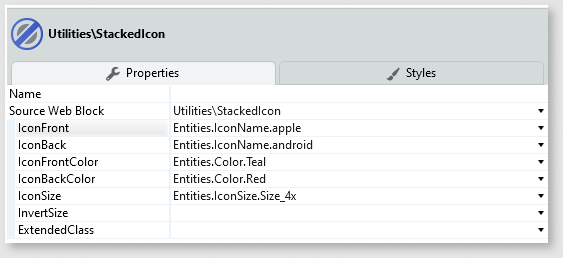 Utilities\StackedIcon
Properties Styles
Name
Source Web Block Utilities\StackedIcon
IconFront Entities.IconName.apple
IconBack Entities.IconName.android
IconFrontColor Entities.Color.Teal
IconBackColor Entities.Color.Red
IconSize Entities.IconSize.Size_4x
InvertSize
ExtendedClass